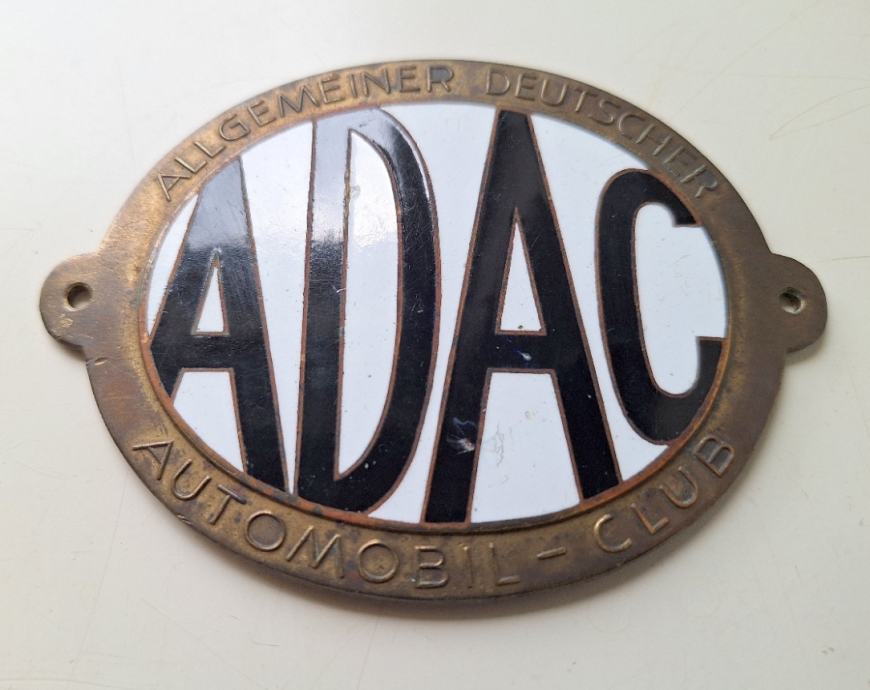 ALLGEMEINER DEUTSCHER
ADAC
AUTOMOBIL-CLUB